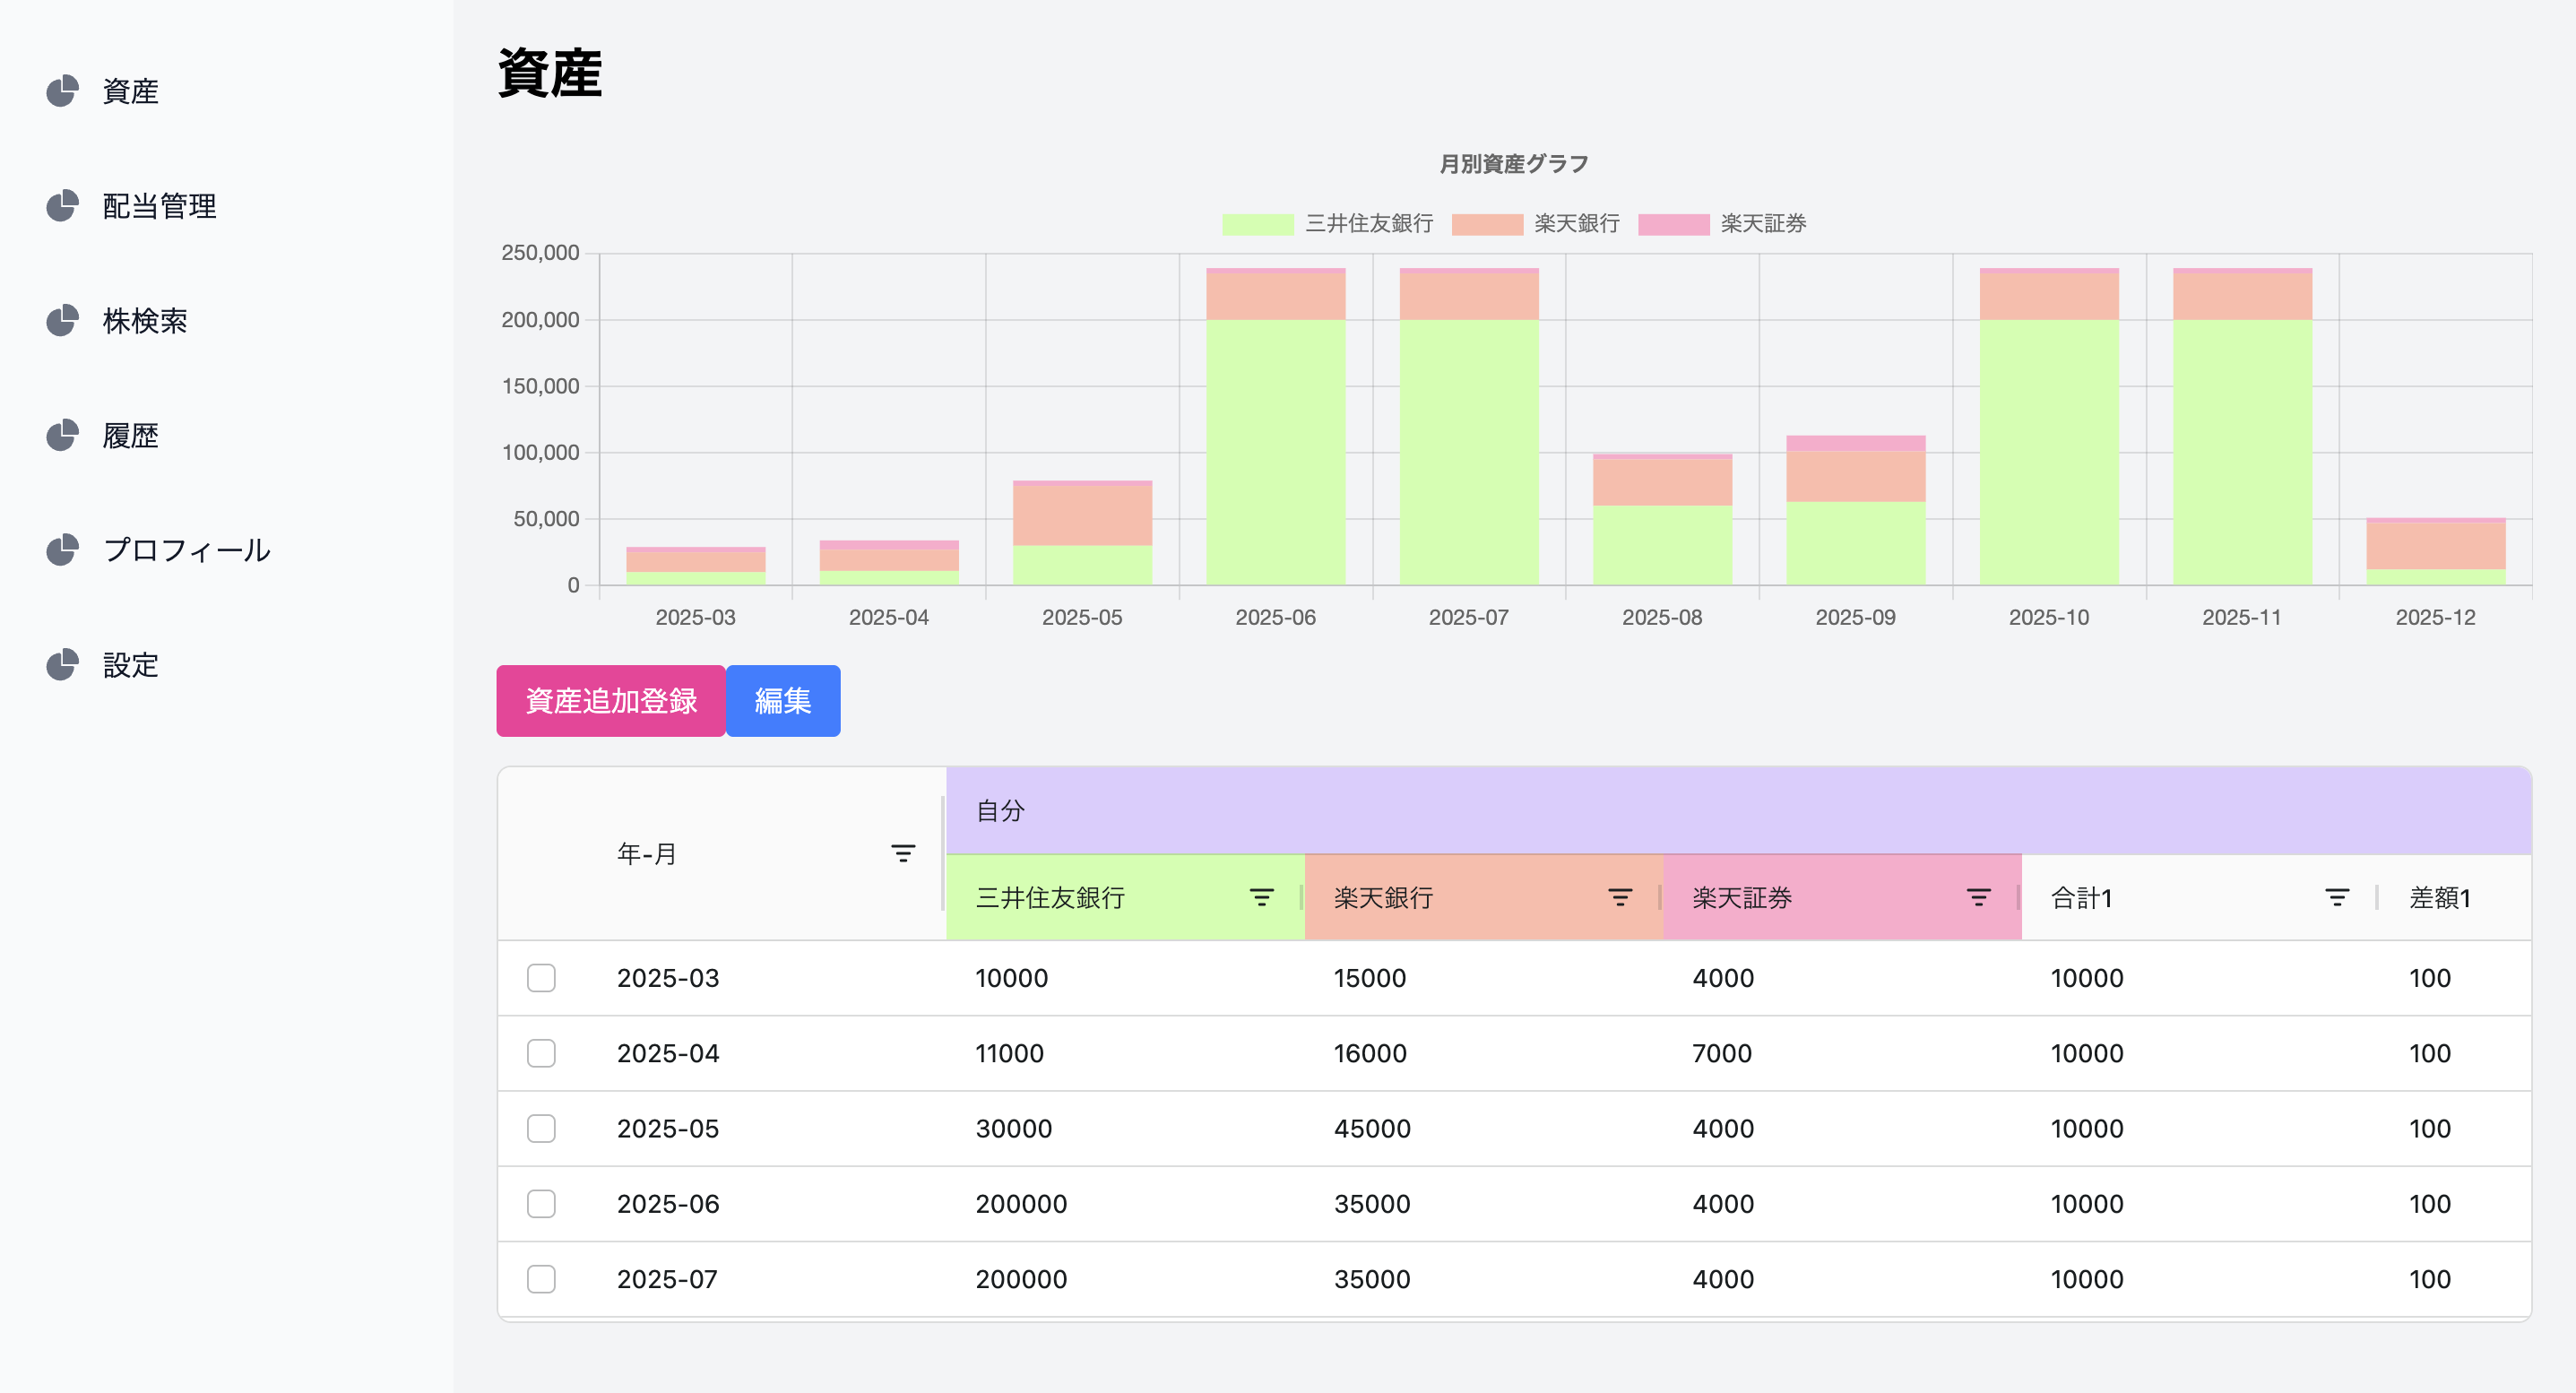 資産
配当管理
株検索
履歴
プロフィール
設定
資産
月別資産グラフ
三井住友銀行 楽天銀行 楽天証券
250,000
200,000
150,000
100,000
50,000
0
2025-03 2025-04 2025-05 2025-06 2025-07 2025-08 2025-09 2025-10 2025-11 2025-12
資産追加登録 編集
年-月 自分
三井住友銀行 楽天銀行 楽天証券 合計1 差額1
2025-03 10000 15000 4000 10000 100
2025-04 11000 16000 7000 10000 100
2025-05 30000 45000 4000 10000 100
2025-06 200000 35000 4000 10000 100
2025-07 200000 35000 4000 10000 100